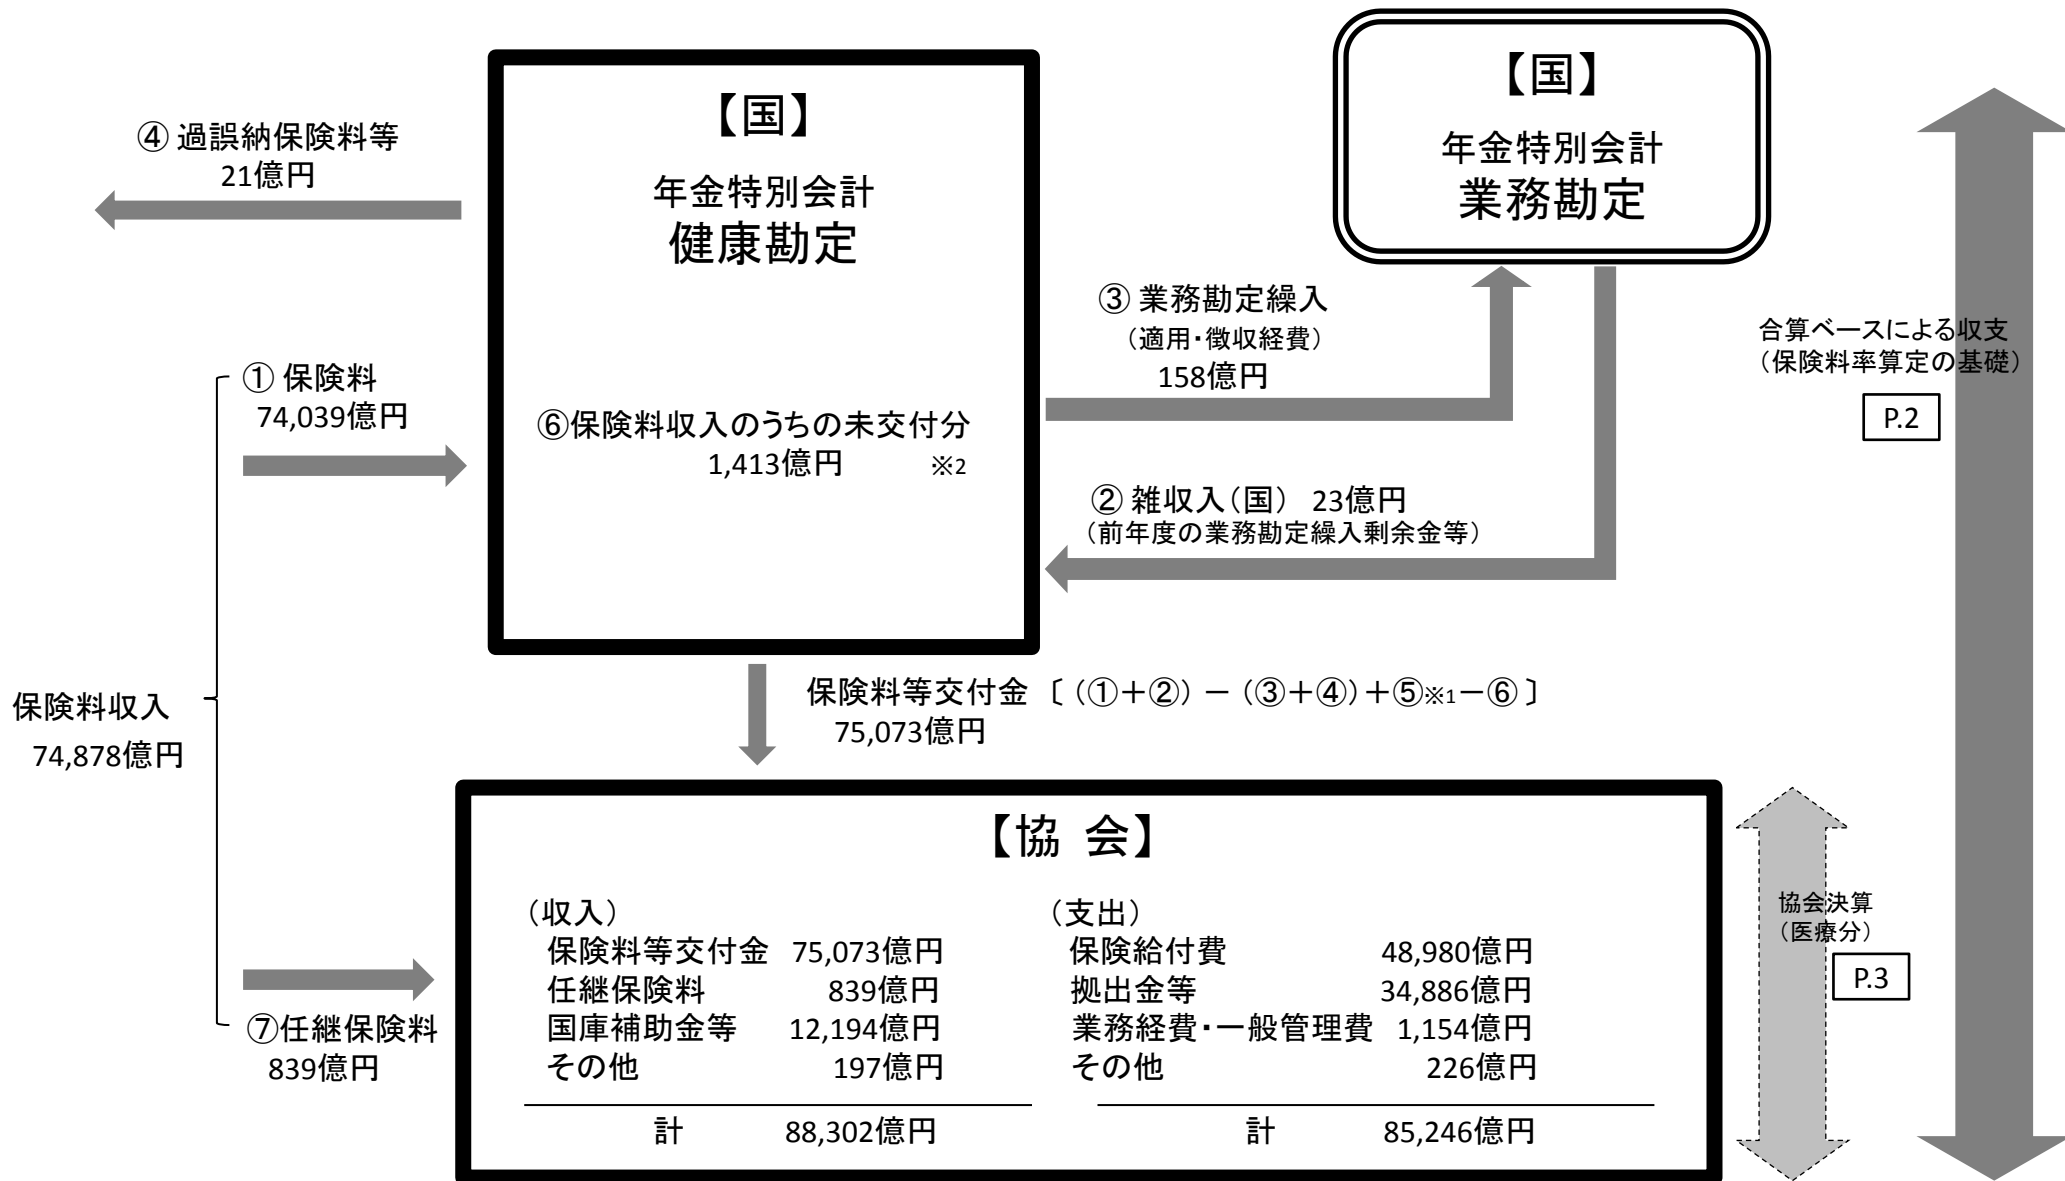 【国】
年金特別会計
健康勘定
⑥保険料収入のうちの未交付分
1,413億円 ※2
【国】
年金特別会計
業務勘定
④ 過誤納保険料等
21億円
① 保険料
74,039億円
③ 業務勘定繰入
（適用・徴収経費）
158億円
② 雑収入（国） 23億円
（前年度の業務勘定繰入剰余金等）
合算ベースによる収支
（保険料率算定の基礎）
P.2
保険料収入
74,878億円
保険料等交付金 〔（①＋②）－（③＋④）＋⑤※1－⑥〕
75,073億円
⑦任継保険料
839億円
【協 会】
（収入）
保険料等交付金 75,073億円
任継保険料 839億円
国庫補助金等 12,194億円
その他 197億円
計 88,302億円
（支出）
保険給付費 48,980億円
拠出金等 34,886億円
業務経費・一般管理費 1,154億円
その他 226億円
計 85,246億円
協会決算
（医療分）
P.3